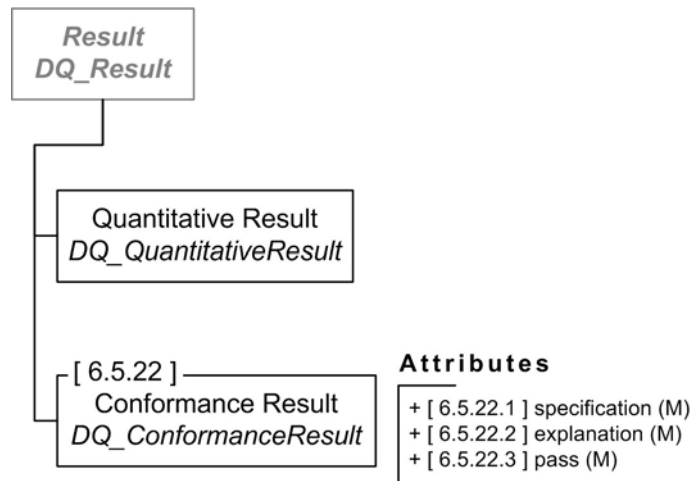 Result
DQ_Result
Quantitative Result
DQ_QuantitativeResult
[ 6.5.22 ]
Conformance Result
DQ_ConformanceResult
Attributes
+ [ 6.5.22.1 ] specification (M)
+ [ 6.5.22.2 ] explanation (M)
+ [ 6.5.22.3 ] pass (M)